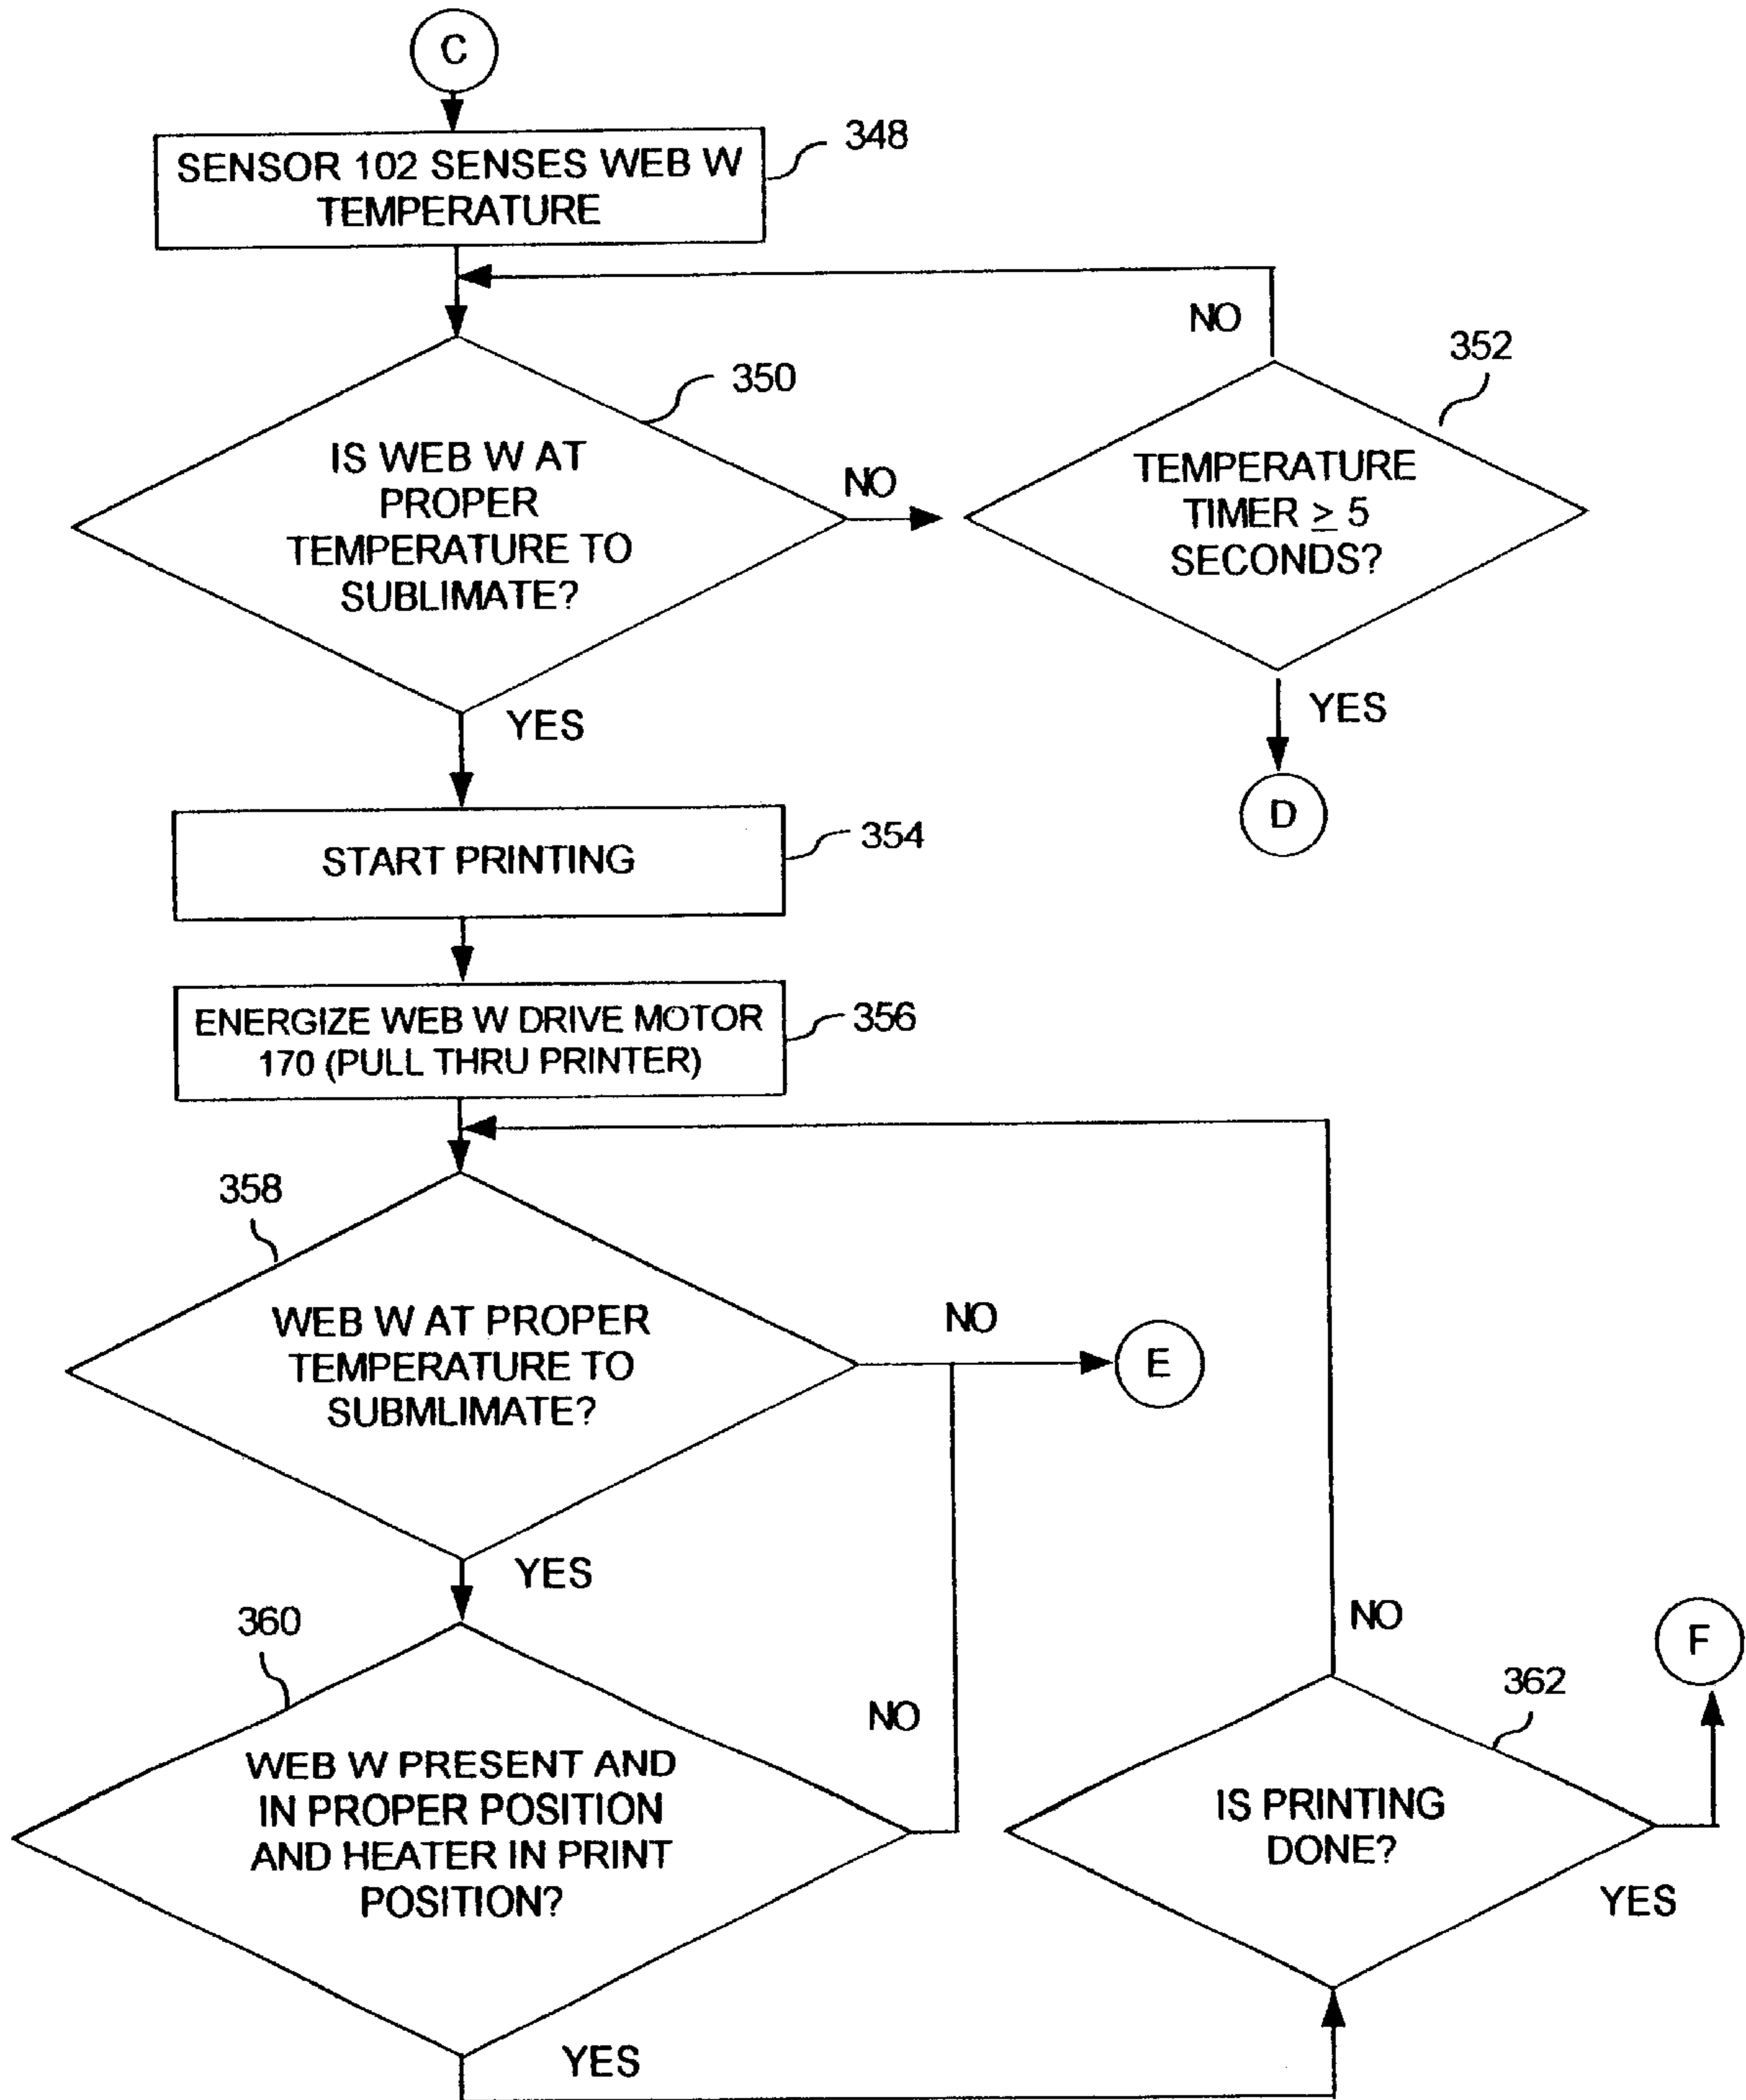 C
SENSOR 102 SENSES WEB W
TEMPERATURE
348
NO
352
350
IS WEB W AT
PROPER
TEMPERATURE TO
SUBLIMATE?
NO
TEMPERATURE
TIMER ≥ 5
SECONDS?
YES
YES
D
START PRINTING
354
ENERGIZE WEB W DRIVE MOTOR
170 (PULL THRU PRINTER)
356
358
WEB W AT PROPER
TEMPERATURE TO
SUBMLIMATE?
NO
E
YES
360
WEB W PRESENT AND
IN PROPER POSITION
AND HEATER IN PRINT
POSITION?
NO
NO
F
362
IS PRINTING
DONE?
YES
YES